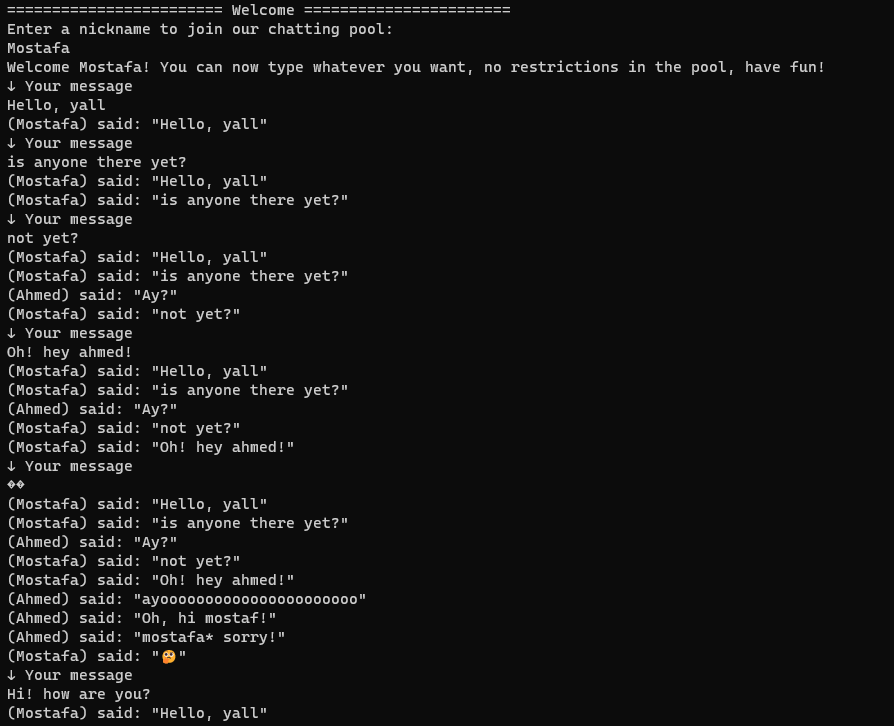 ======================== Welcome =======================
Enter a nickname to join our chatting pool:
Mostafa
Welcome Mostafa! You can now type whatever you want, no restrictions in the pool, have fun!
↓ Your message
Hello, yall
(Mostafa) said: "Hello, yall"
↓ Your message
is anyone there yet?
(Mostafa) said: "Hello, yall"
(Mostafa) said: "is anyone there yet?"
↓ Your message
not yet?
(Mostafa) said: "Hello, yall"
(Mostafa) said: "is anyone there yet?"
(Ahmed) said: "Ay?"
(Mostafa) said: "not yet?"
↓ Your message
Oh! hey ahmed!
(Mostafa) said: "Hello, yall"
(Mostafa) said: "is anyone there yet?"
(Ahmed) said: "Ay?"
(Mostafa) said: "not yet?"
(Mostafa) said: "Oh! hey ahmed!"
↓ Your message
��
(Mostafa) said: "Hello, yall"
(Mostafa) said: "is anyone there yet?"
(Ahmed) said: "Ay?"
(Mostafa) said: "not yet?"
(Mostafa) said: "Oh! hey ahmed!"
(Ahmed) said: "ayoooooooooooooooooooooo"
(Ahmed) said: "Oh, hi mostaf!"
(Ahmed) said: "mostafa* sorry!"
(Mostafa) said: "🤔"
↓ Your message
Hi! how are you?
(Mostafa) said: "Hello, yall"